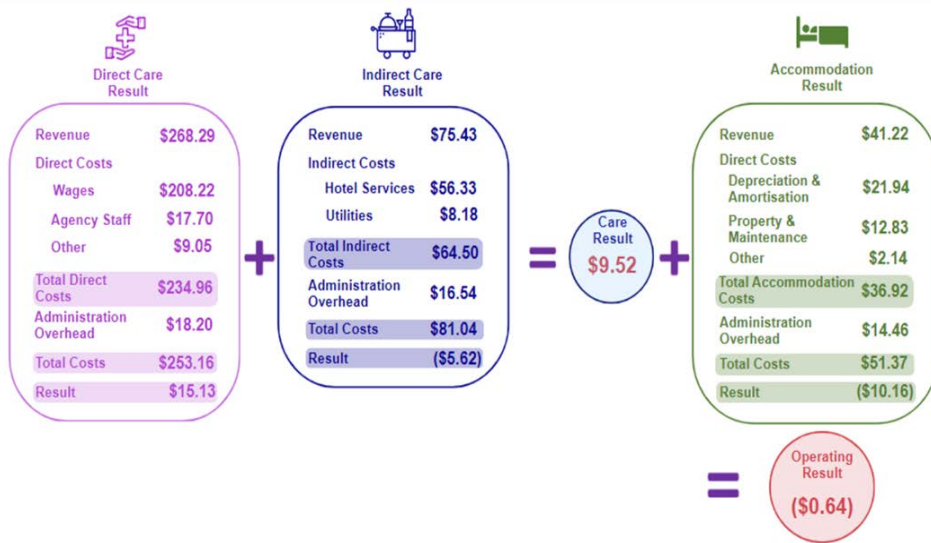 Direct Care
Result
Revenue $268.29
Direct Costs
Wages $208.22
Agency Staff $17.70
Other $9.05
Total Direct
Costs $234.96
Administration
Overhead $18.20
Total Costs $253.16
Result $15.13
+
Indirect Care
Result
Revenue $75.43
Indirect Costs
Hotel Services $56.33
Utilities $8.18
Total Indirect
Costs $64.50
Administration
Overhead $16.54
Total Costs $81.04
Result ($5.62)
=
Care
Result
$9.52
+
Accommodation
Result
Revenue $41.22
Direct Costs
Depreciation &
Amortisation $21.94
Property &
Maintenance $12.83
Other $2.14
Total Accommodation
Costs $36.92
Administration
Overhead $14.46
Total Costs $51.37
Result ($10.16)
=
Operating
Result
($0.64)